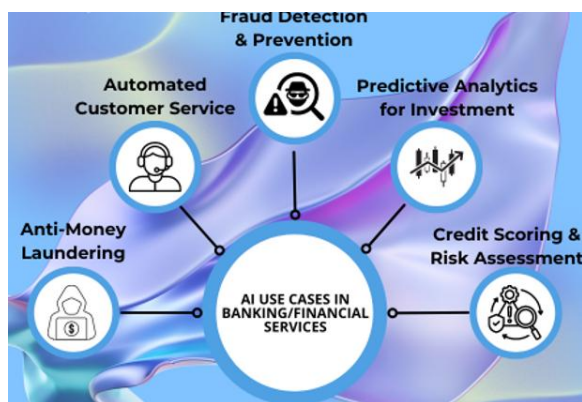 Fraud Detection
& Prevention
Automated
Customer Service
Predictive Analytics
for Investment
Anti-Money
Laundering
Credit Scoring &
Risk Assessment
$
AI USE CASES IN
BANKING/FINANCIAL
SERVICES